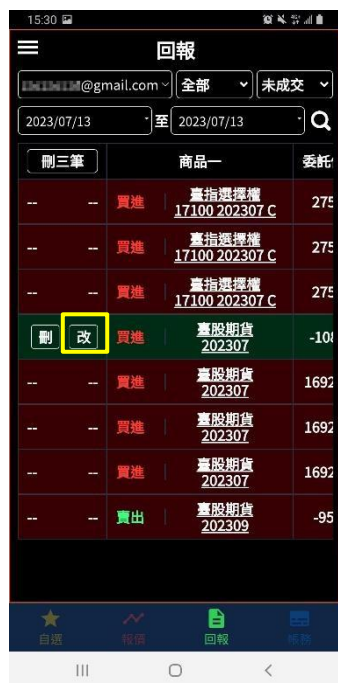 15:30
回報
@gmail.com 全部 未成交
2023/07/13 至 2023/07/13
刪三筆 商品一 委託
-- -- 買進 臺指選擇權 275
17100 202307 C
-- -- 買進 臺指選擇權 275
17100 202307 C
-- -- 買進 臺指選擇權 275
17100 202307 C
刪 改 買進 臺股期貨 -108
202307
-- -- 買進 臺股期貨 1692
202307
-- -- 買進 臺股期貨 1692
202307
-- -- 買進 臺股期貨 1692
202307
-- -- 賣出 臺股期貨 -95
202309
自選 報價 回報 帳務